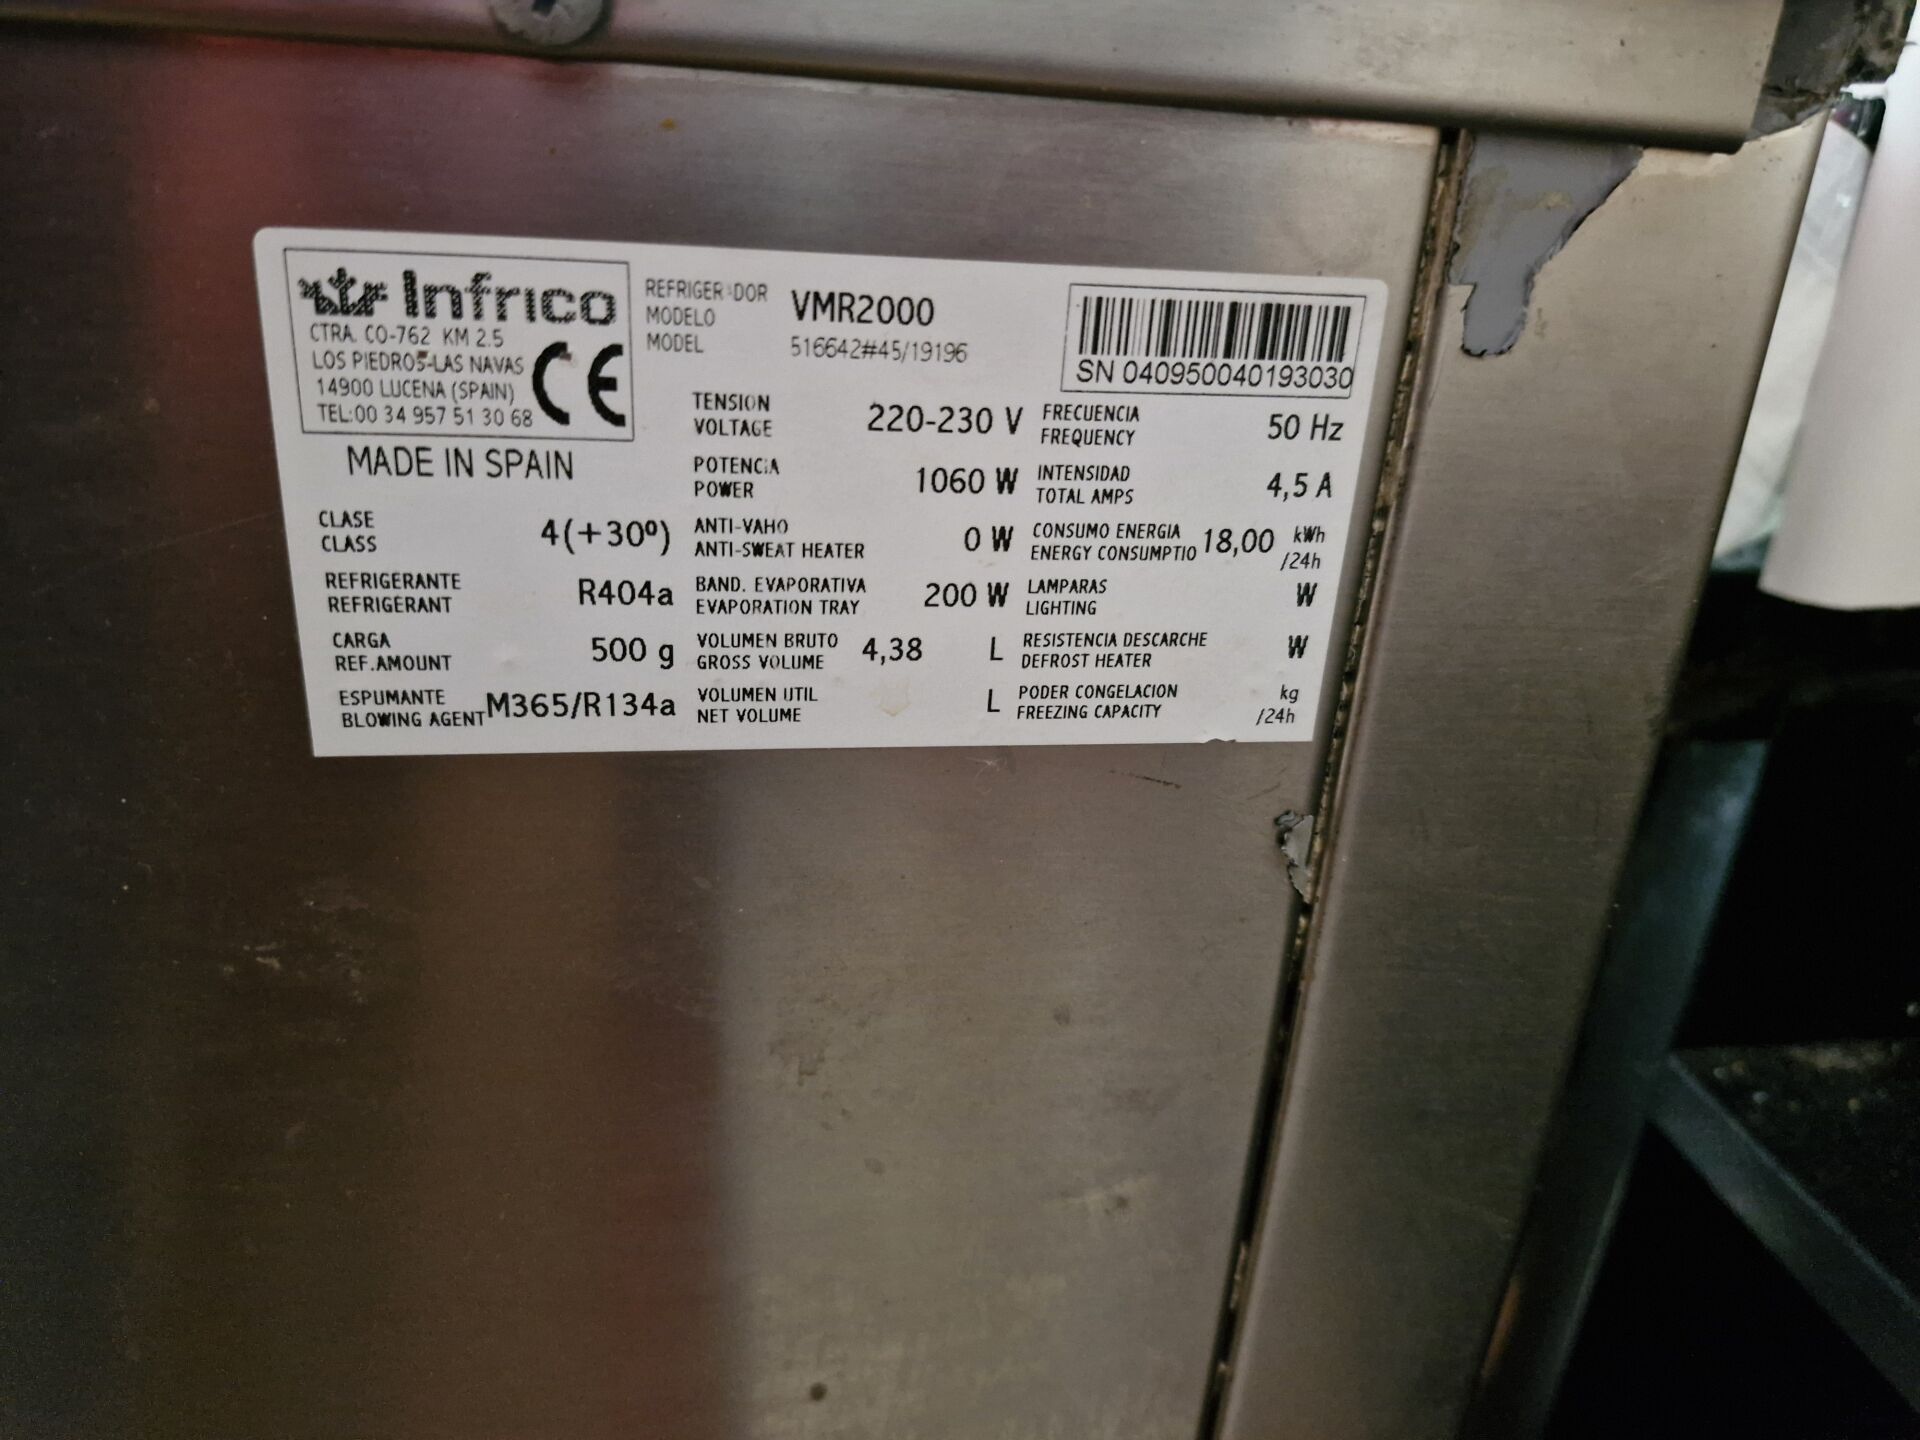 Infrico
CTRA. CO-762 KM 2.5
LOS PIEDROS-LAS NAVAS
14900 LUCENA (SPAIN)
TEL:00 34 957 51 30 68
CE
MADE IN SPAIN
REFRIGERADOR
MODELO
MODEL
VMR2000
516642#45/19196
SN 040950040193030
TENSION
VOLTAGE
220-230 V
FRECUENCIA
FREQUENCY
50 Hz
POTENCIA
POWER
1060 W
INTENSIDAD
TOTAL AMPS
4,5 A
CLASE
CLASS
4(+30º)
ANTI-VAHO
ANTI-SWEAT HEATER
0 W
CONSUMO ENERGIA
ENERGY CONSUMPTIO
18,00 kWh
/24h
REFRIGERANTE
REFRIGERANT
R404a
BAND. EVAPORATIVA
EVAPORATION TRAY
200 W
LAMPARAS
LIGHTING
W
CARGA
REF.AMOUNT
500 g
VOLUMEN BRUTO
GROSS VOLUME
4,38 L
RESISTENCIA DESCARCHE
DEFROST HEATER
W
ESPUMANTE
BLOWING AGENT
M365/R134a
VOLUMEN UTIL
NET VOLUME
L
PODER CONGELACION
FREEZING CAPACITY
kg
/24h